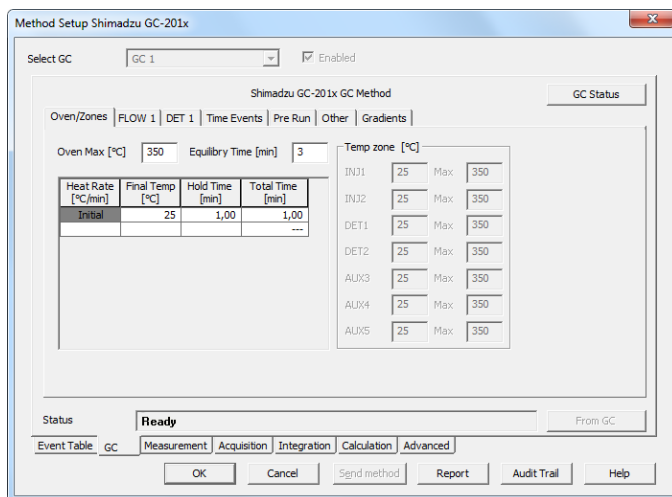 Method Setup Shimadzu GC-201x
Select GC GC 1 Enabled
Shimadzu GC-201x GC Method GC Status
Oven/Zones FLOW 1 DET 1 Time Events Pre Run Other Gradients
Oven Max [°C] 350 Equilibry Time [min] 3
Heat Rate Final Temp Hold Time Total Time
[°C/min] [°C] [min] [min]
Initial 25 1,00 1,00
---
Temp zone [°C]
INJ1 25 Max 350
INJ2 25 Max 350
DET1 25 Max 350
DET2 25 Max 350
AUX3 25 Max 350
AUX4 25 Max 350
AUX5 25 Max 350
Status Ready From GC
Event Table GC Measurement Acquisition Integration Calculation Advanced
OK Cancel Send method Report Audit Trail Help